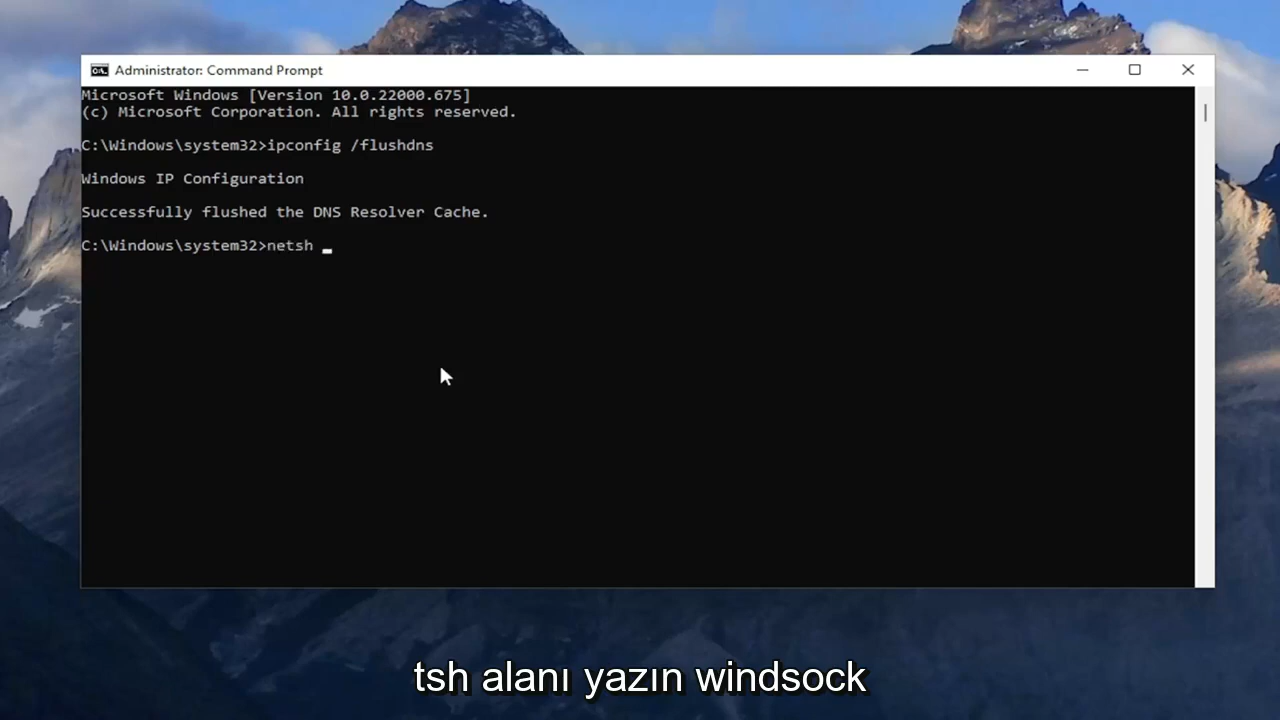 Administrator: Command Prompt
Microsoft Windows [Version 10.0.22000.675]
(c) Microsoft Corporation. All rights reserved.
C:\Windows\system32>ipconfig /flushdns
Windows IP Configuration
Successfully flushed the DNS Resolver Cache.
C:\Windows\system32>netsh _
tsh alanı yazın windsock